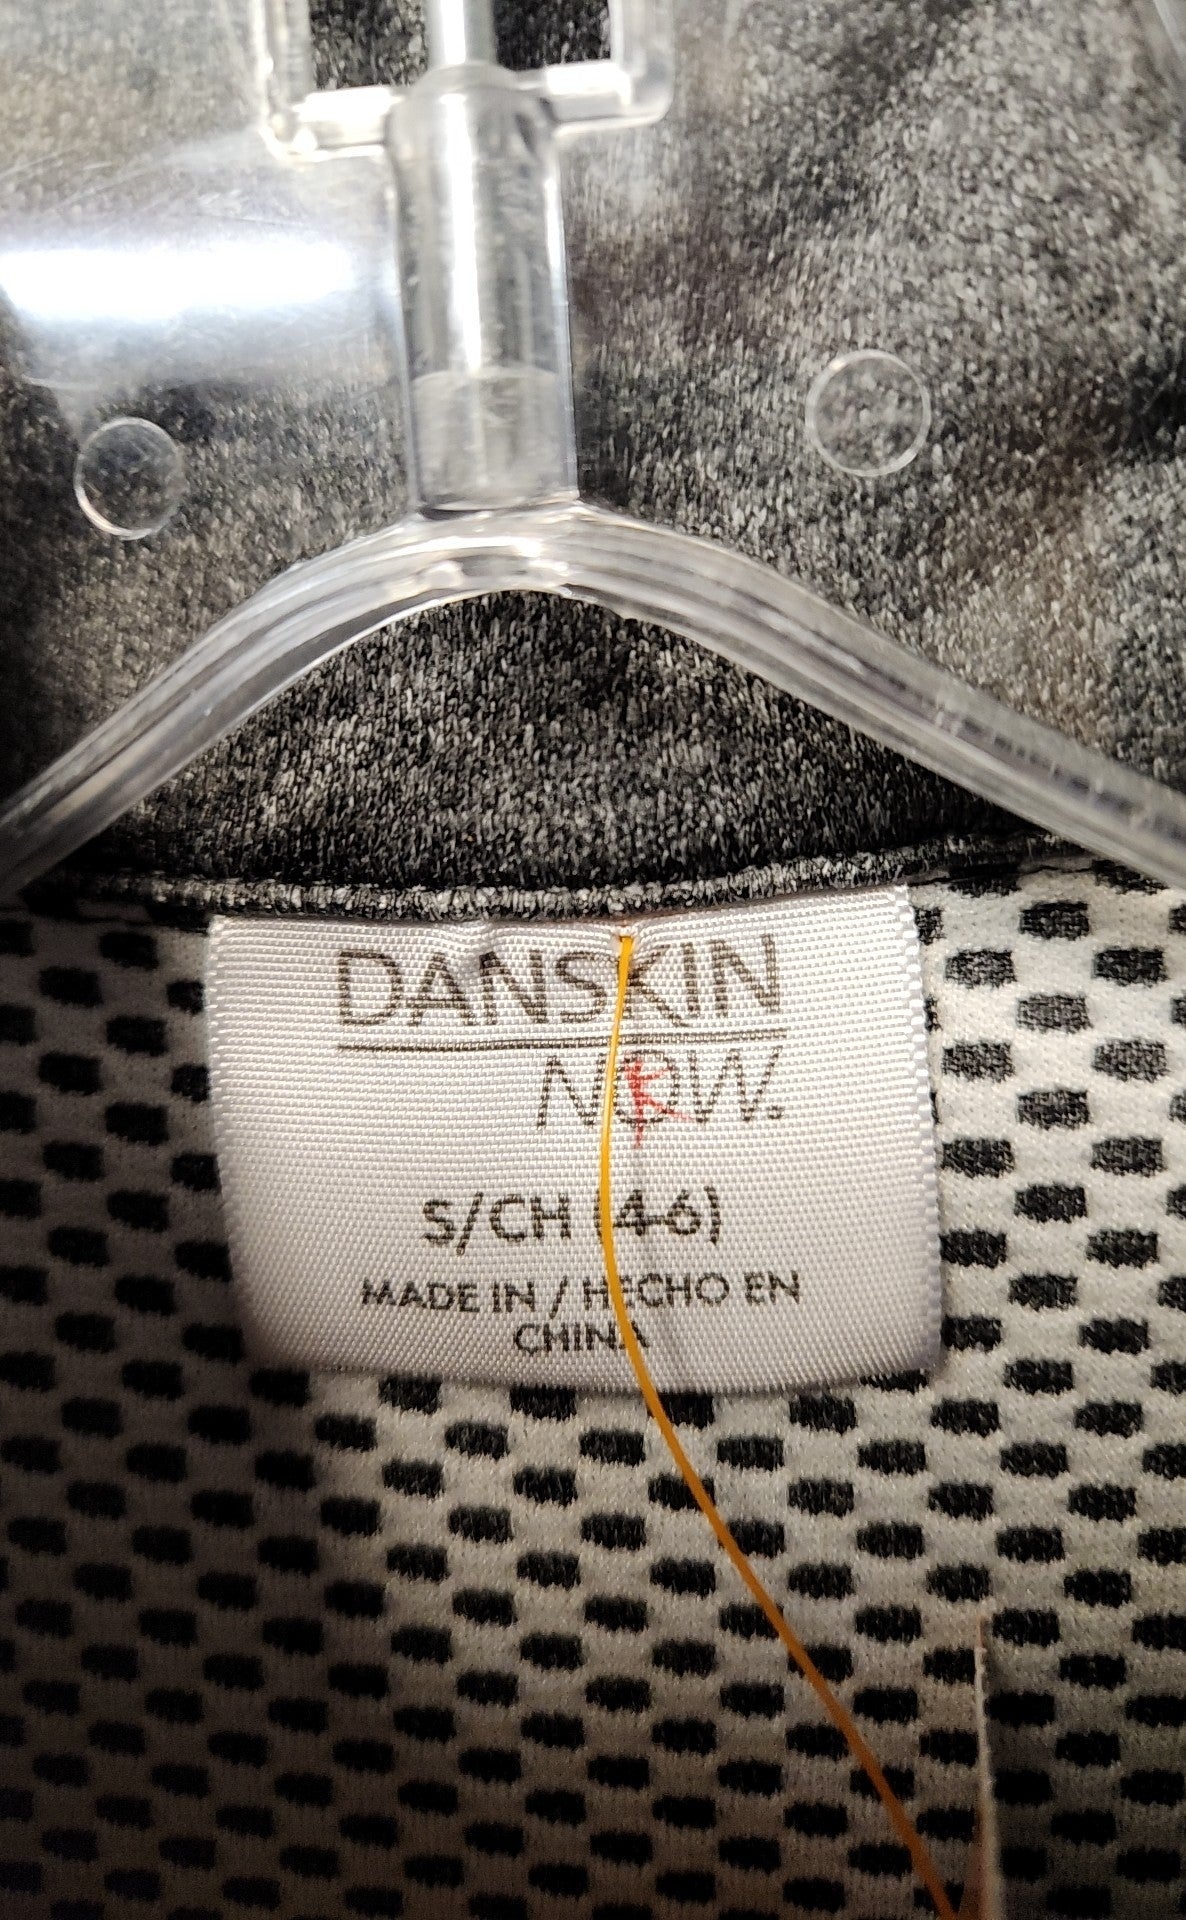 DANSKIN
NOW.
K
S/CH (4-6)
MADE IN / HECHO EN
CHINA